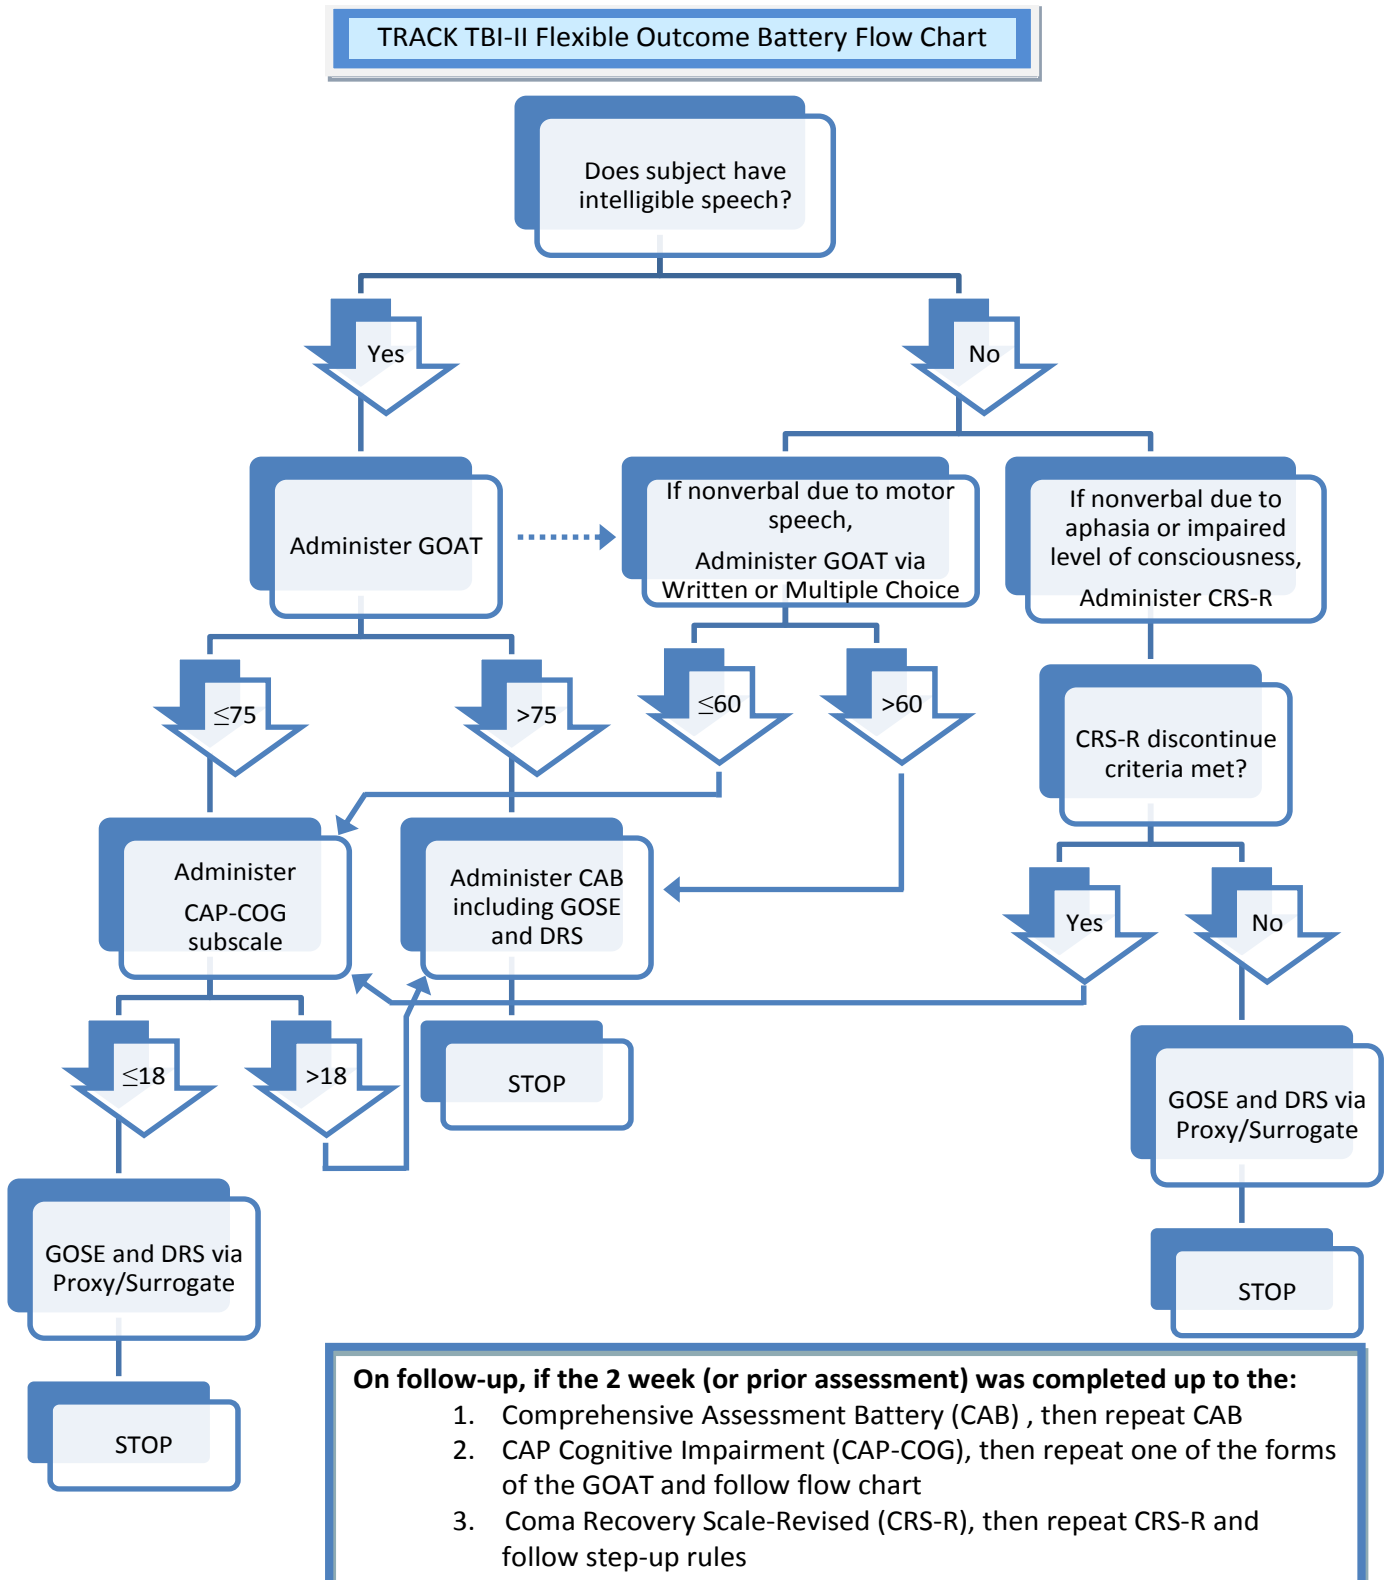 TRACK TBI-II Flexible Outcome Battery Flow Chart
Does subject have
intelligible speech?
Yes
No
Administer GOAT
If nonverbal due to motor
speech,
Administer GOAT via
Written or Multiple Choice
If nonverbal due to
aphasia or impaired
level of consciousness,
Administer CRS-R
≤75
>75
≤60
>60
CRS-R discontinue
criteria met?
Administer
CAP-COG
subscale
Administer CAB
including GOSE
and DRS
Yes
No
≤18
>18
STOP
GOSE and DRS via
Proxy/Surrogate
GOSE and DRS via
Proxy/Surrogate
STOP
STOP
On follow-up, if the 2 week (or prior assessment) was completed up to the:
1. Comprehensive Assessment Battery (CAB) , then repeat CAB
2. CAP Cognitive Impairment (CAP-COG), then repeat one of the forms
of the GOAT and follow flow chart
3. Coma Recovery Scale-Revised (CRS-R), then repeat CRS-R and
follow step-up rules